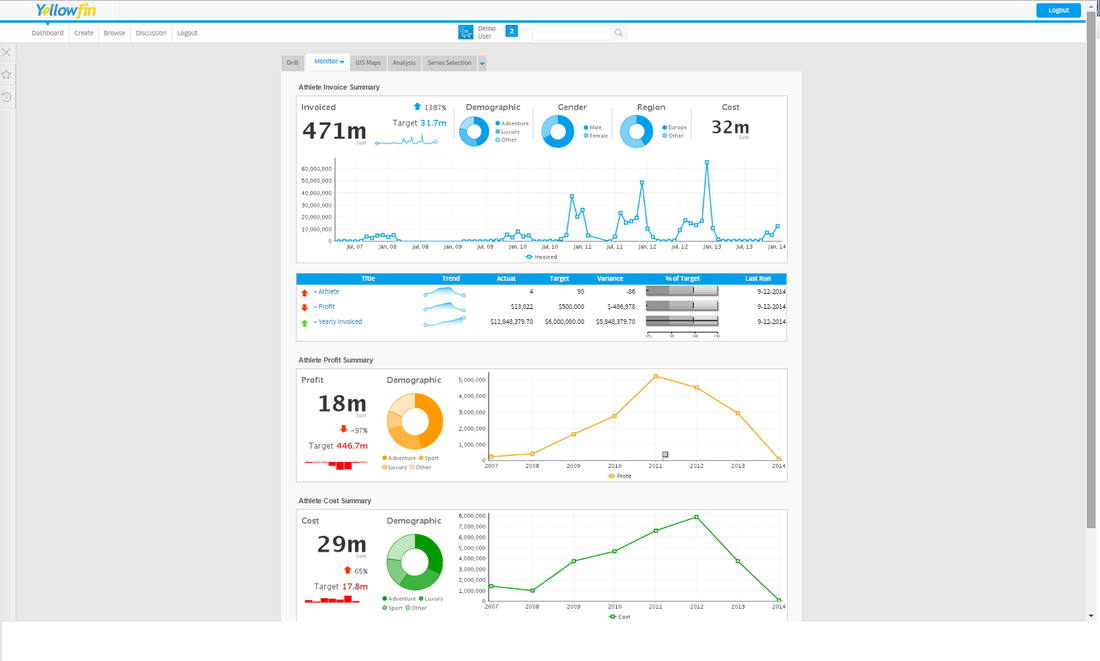 Yellowfin
Logout
Dashboard Create Browse Discussion Logout
Demo User 2
Drill Monitor GIS Maps Analysis Series Selection
Athlete Invoice Summary
Invoiced 1387% Demographic Gender Region Cost
471m Sum Target 31.7m
Adventure Luxury Other
Male Female
Europe Other
32m Sum
60,000,000
50,000,000
40,000,000
30,000,000
20,000,000
10,000,000
0
Jul, 07 Jan, 08 Jul, 08 Jan, 09 Jul, 09 Jan, 10 Jul, 10 Jan, 11 Jul, 11 Jan, 12 Jul, 12 Jan, 13 Jul, 13 Jan, 14
Invoiced
Title Trend Actual Target Variance % of Target Last Run
Athlete 4 90 -86 9-12-2014
Profit $13,022 $500,000 $-486,978 9-12-2014
Yearly Invoiced $11,848,379.70 $6,000,000.00 $5,848,379.70 9-12-2014
0% 50 100 150
Athlete Profit Summary
Profit Demographic
18m
Sum
-97%
Target 446.7m
Adventure Sport
Luxury Other
5,000,000
4,000,000
3,000,000
2,000,000
1,000,000
0
2007 2008 2009 2010 2011 2012 2013 2014
Profit
Athlete Cost Summary
Cost Demographic
29m
Sum
65%
Target 17.8m
Adventure Luxury
Sport Other
8,000,000
7,000,000
6,000,000
5,000,000
4,000,000
3,000,000
2,000,000
1,000,000
0
2007 2008 2009 2010 2011 2012 2013 2014
Cost